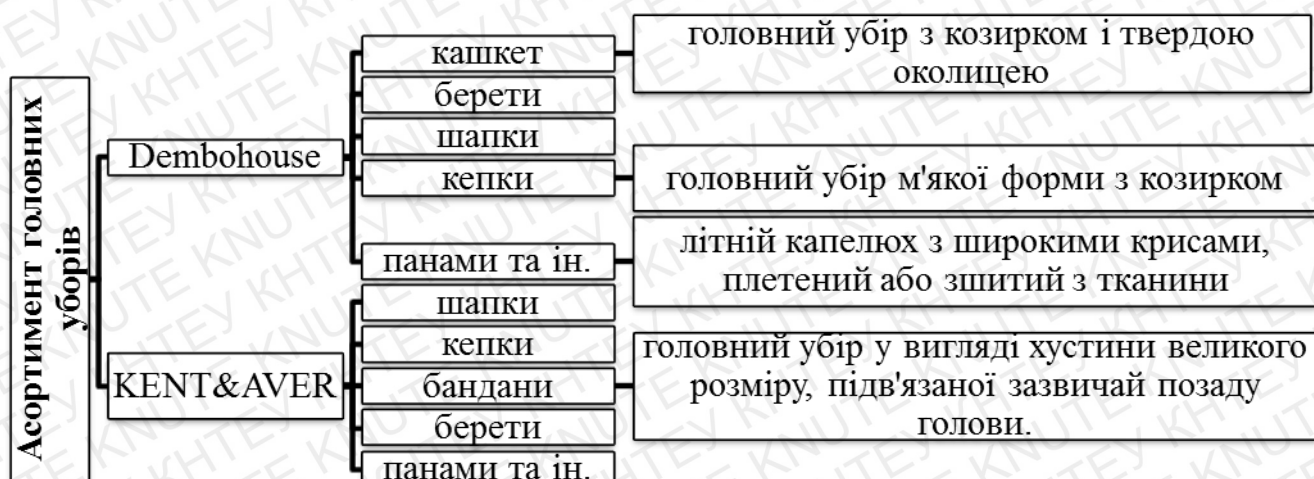 Асортимент головних
уборів
Dembohouse
кашкет
головний убір з козирком і твердою
околицею
берети
шапки
кепки
головний убір м'якої форми з козирком
панами та ін.
літній капелюх з широкими крисами,
плетений або зшитий з тканини
KENT&AVER
шапки
кепки
бандани
головний убір у вигляді хустини великого
розміру, підв'язаної зазвичай позаду
голови.
берети
панами та ін.